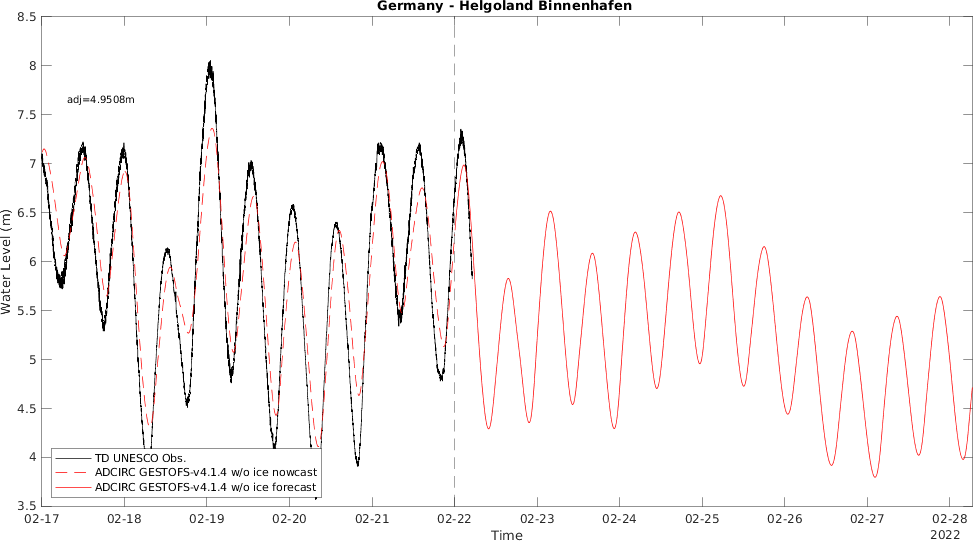 Germany - Helgoland Binnenhafen
8.5
8
7.5
7
6.5
6
5.5
5
4.5
4
3.5
Water Level (m)
adj=4.9508m
TD UNESCO Obs.
ADCIRC GESTOFS-v4.1.4 w/o ice nowcast
ADCIRC GESTOFS-v4.1.4 w/o ice forecast
02-17 02-18 02-19 02-20 02-21 02-22 02-23 02-24 02-25 02-26 02-27 02-28
Time
2022